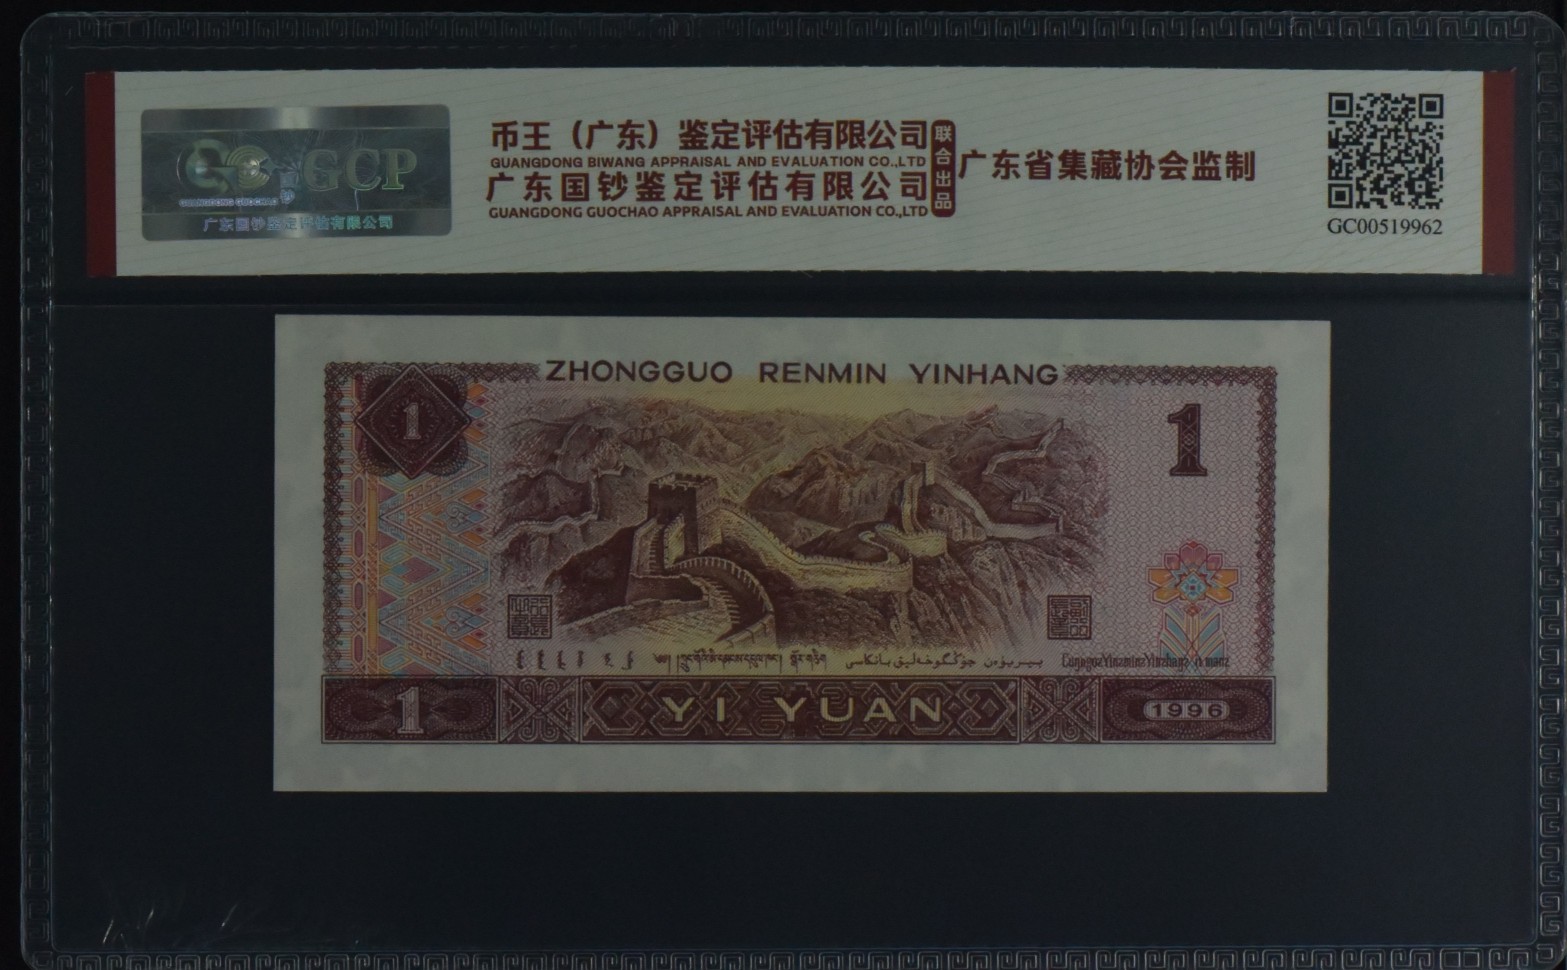 GCP
GUANGDONG GUOCHAO
广东国钞鉴定评估有限公司
币王（广东）鉴定评估有限公司
GUANGDONG BIWANG APPRAISAL AND EVALUATION CO.,LTD
广东国钞鉴定评估有限公司
GUANGDONG GUOCHAO APPRAISAL AND EVALUATION CO.,LTD
联合出品
广东省集藏协会监制
GC00519962
ZHONGGUO RENMIN YINHANG
1
1
1
YI YUAN
1996